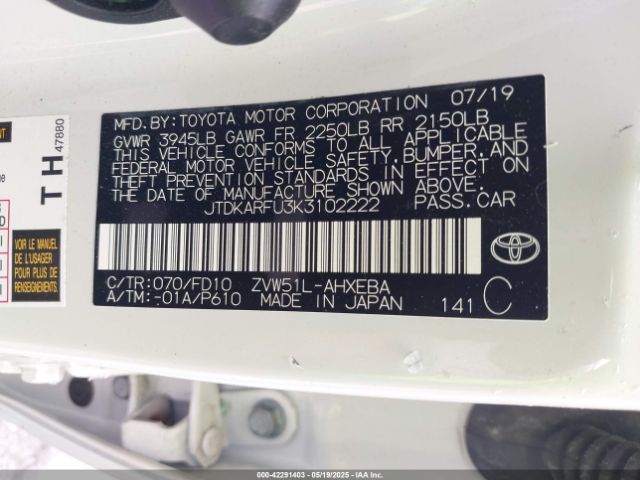 MFD.BY:TOYOTA MOTOR CORPORATION 07/19
GVWR 3945LB GAWR FR 2250LB RR 2150LB
THIS VEHICLE CONFORMS TO ALL APPLICABLE
FEDERAL MOTOR VEHICLE SAFETY,BUMPER,AND
THEFT PREVENTION STANDARDS IN EFFECT ON
THE DATE OF MANUFACTURE SHOWN ABOVE.
JTDKARFU3K3102222 PASS.CAR
C/TR:070/FD10 ZVW51L-AHXEBA
A/TM:-01A/P610 MADE IN JAPAN 141 C
TH
47880
VOIR LE MANUEL
DE L'USAGER
POUR PLUS DE
RENSEIGNEMENTS
000-42291403 - 05/19/2025 - IAAI.COM